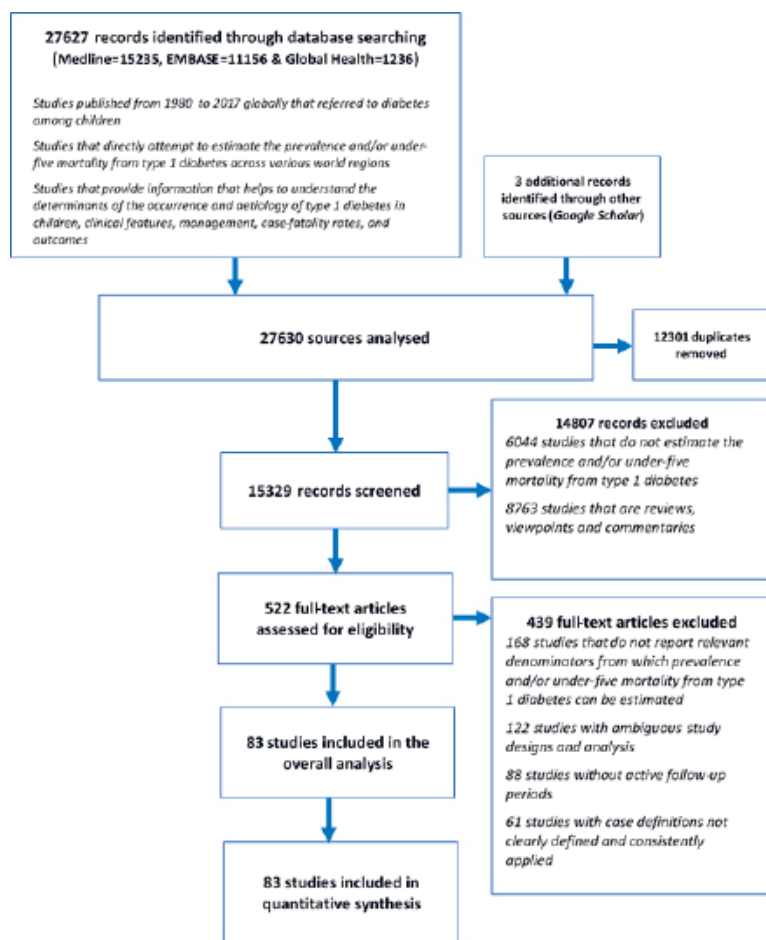 27627 records identified through database searching
(Medline=15235, EMBASE=11156 & Global Health=1236)
Studies published from 1980 to 2017 globally that referred to diabetes
among children
Studies that directly attempt to estimate the prevalence and/or under-
five mortality from type 1 diabetes across various world regions
Studies that provide information that helps to understand the
determinants of the occurrence and aetiology of type 1 diabetes in
children, clinical features, management, case-fatality rates, and
outcomes
3 additional records
identified through other
sources (Google Scholar)
27630 sources analysed
12301 duplicates
removed
14807 records excluded
6044 studies that do not estimate the
prevalence and/or under-five
mortality from type 1 diabetes
8763 studies that are reviews,
viewpoints and commentaries
15329 records screened
522 full-text articles
assessed for eligibility
439 full-text articles excluded
168 studies that do not report relevant
denominators from which prevalence
and/or under-five mortality from type
1 diabetes can be estimated
122 studies with ambiguous study
designs and analysis
88 studies without active follow-up
periods
61 studies with case definitions not
clearly defined and consistently
applied
83 studies included in the
overall analysis
83 studies included in
quantitative synthesis